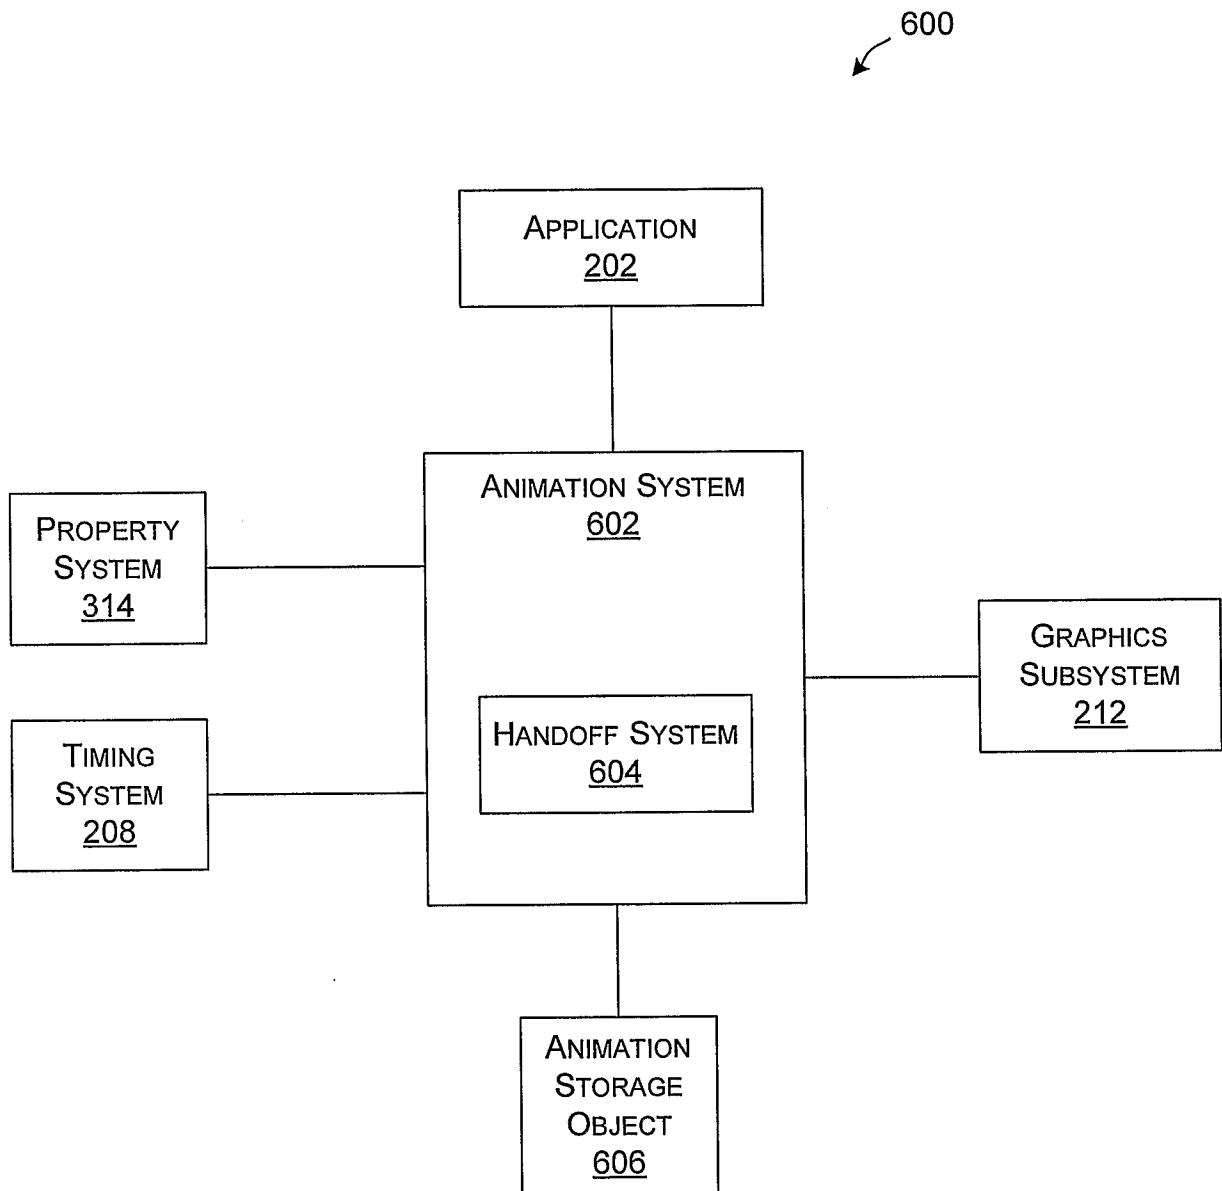 600
APPLICATION
202
ANIMATION SYSTEM
602
PROPERTY
SYSTEM
314
GRAPHICS
SUBSYSTEM
212
HANDOFF SYSTEM
604
TIMING
SYSTEM
208
ANIMATION
STORAGE
OBJECT
606